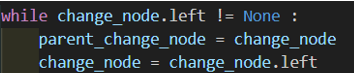 while change_node.left != None :
    parent_change_node = change_node
    change_node = change_node.left